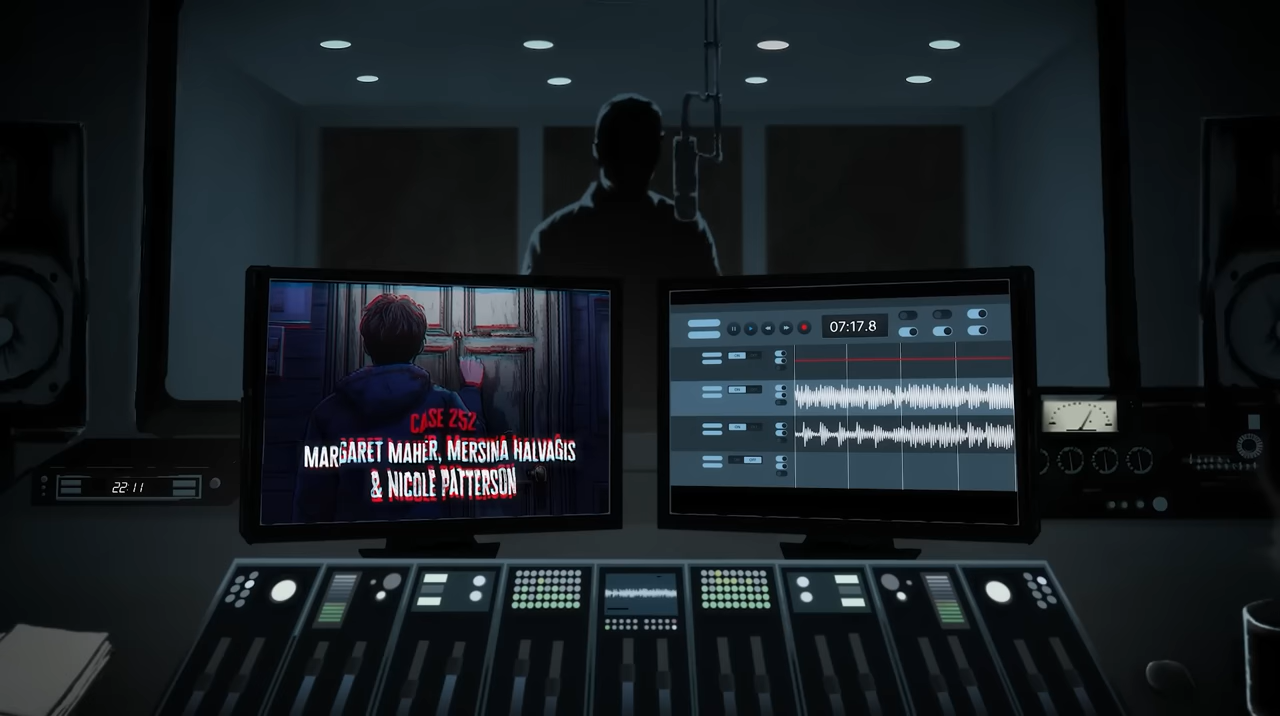 CASE 252
MARGARET MAHER, MERSINA HALVAGIS
& NICOLE PATTERSON
07:17.8
22:11